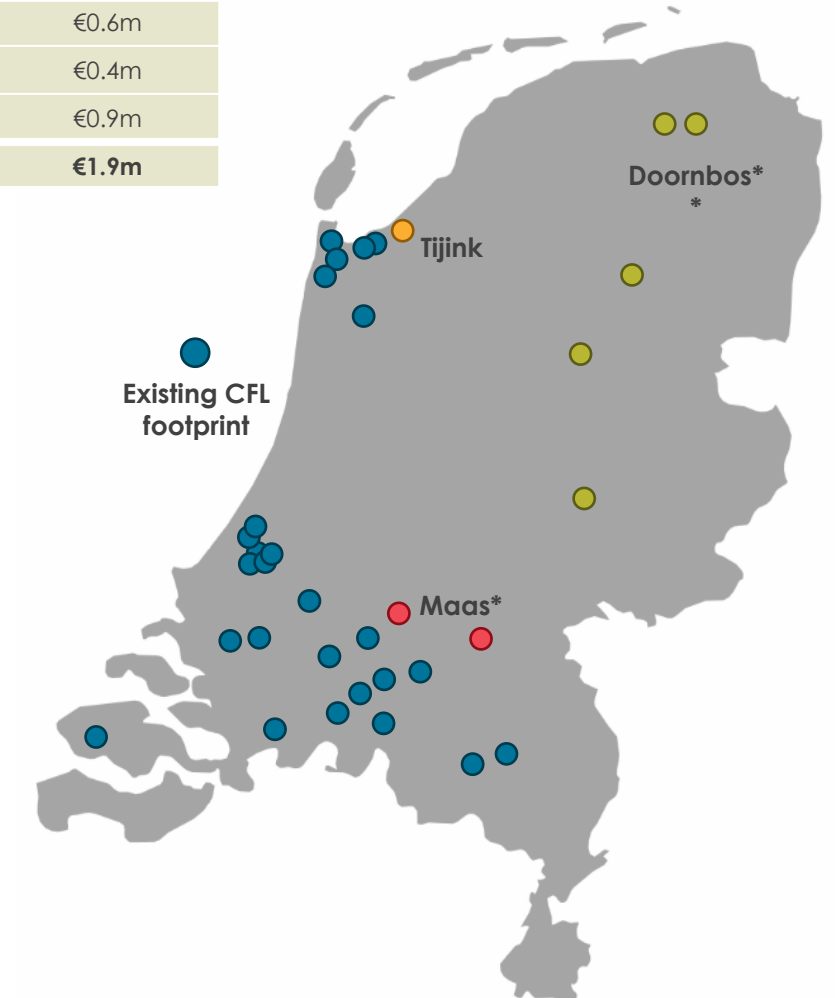 €0.6m
€0.4m
€0.9m
€1.9m
Doornbos*
*
Tijink
Existing CFL
footprint
Maas*